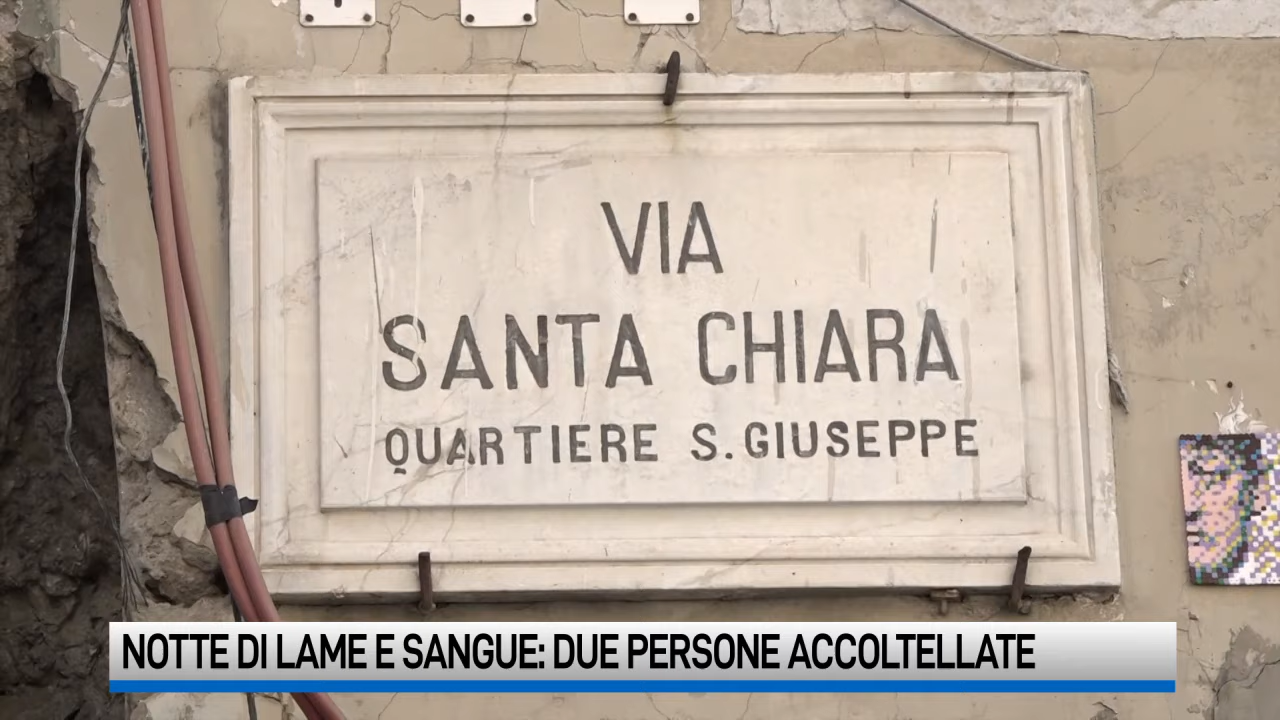 VIA
SANTA CHIARA
QUARTIERE S. GIUSEPPE
NOTTE DI LAME E SANGUE: DUE PERSONE ACCOLTELLATE